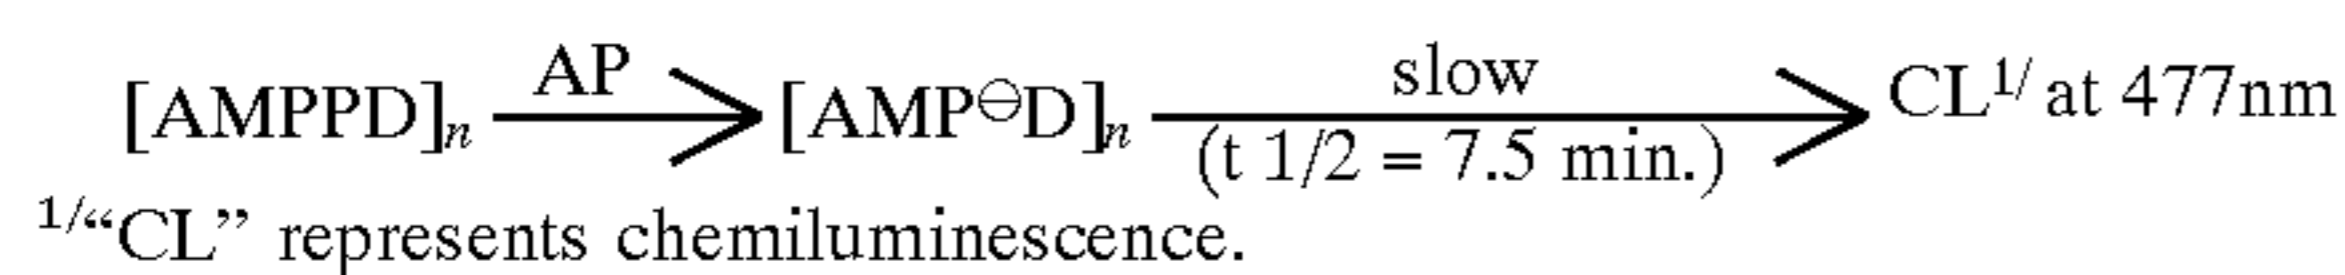 [AMPPD]n AP [AMP⊖D]n slow (t 1/2 = 7.5 min.) CL1/ at 477nm
1/“CL” represents chemiluminescence.